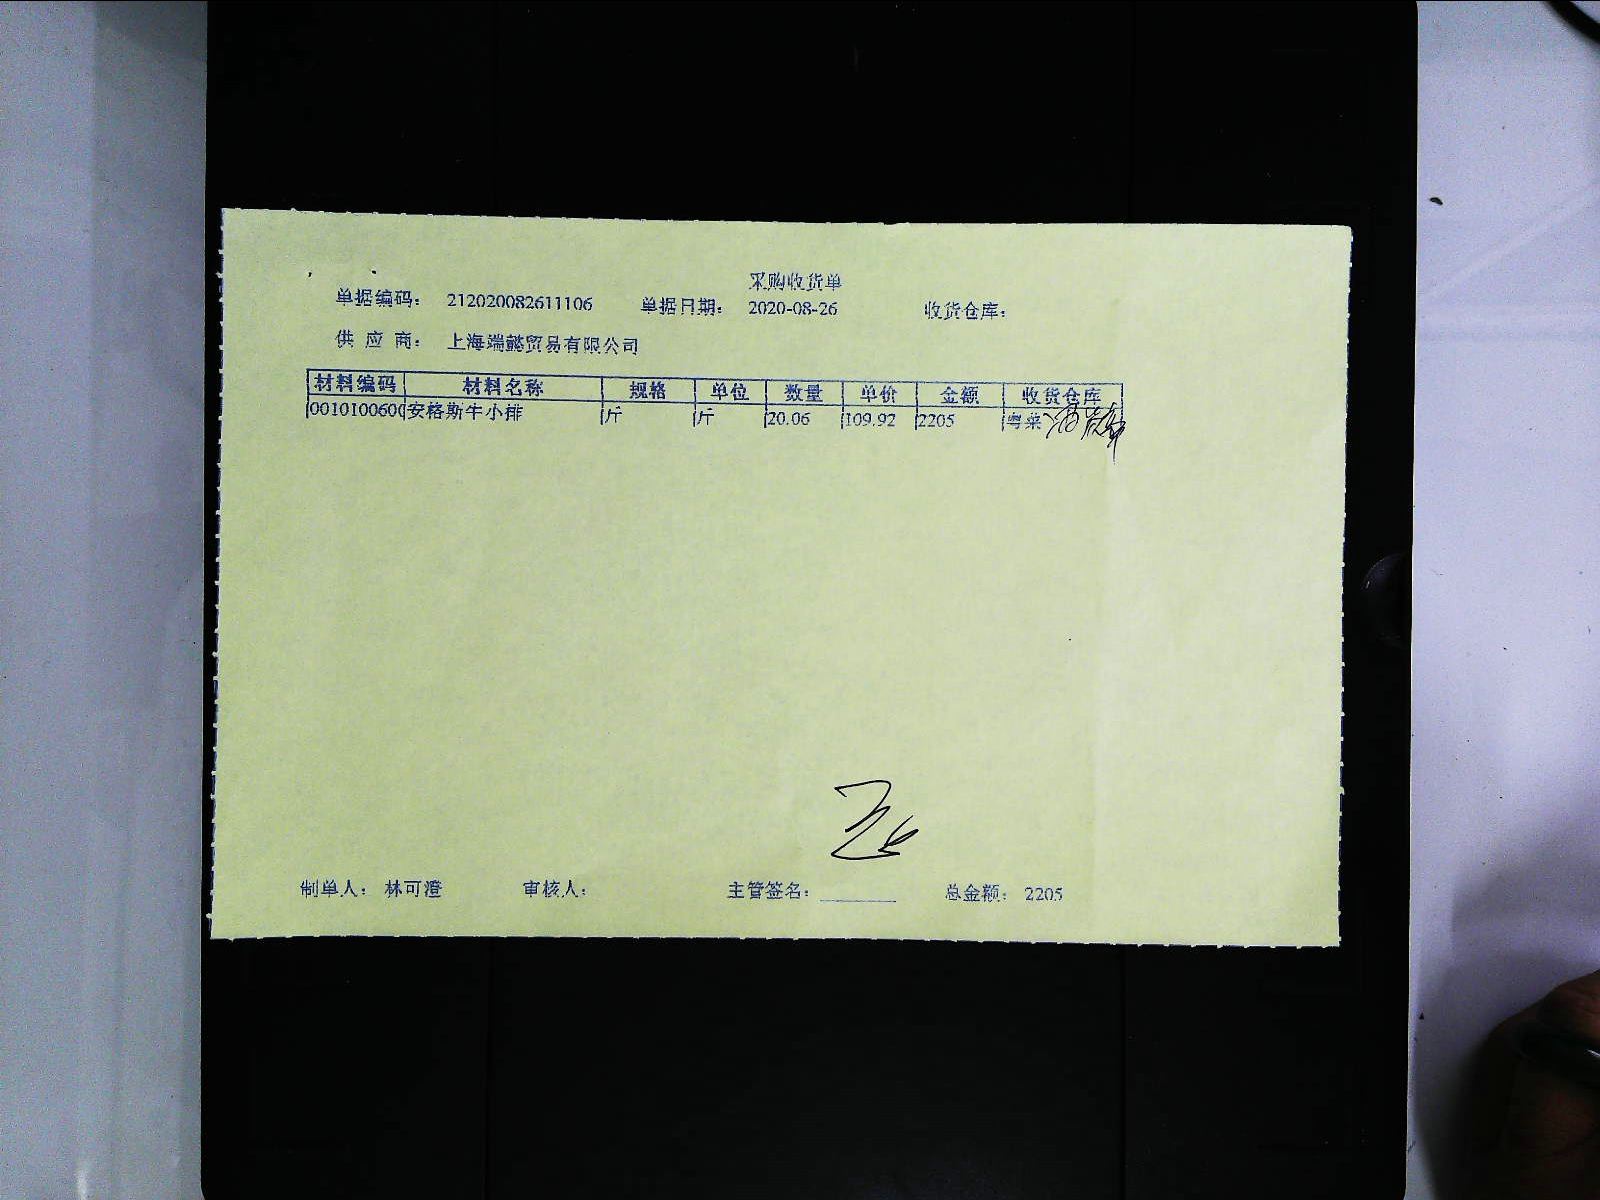 采购收货单
单据编码: 212020082611106 单据日期: 2020-08-26 收货仓库:
供 应 商: 上海端懿贸易有限公司
材料编码 材料名称 规格 单位 数量 单价 金额 收货仓库
001010060 安格斯牛小排 斤 斤 20.06 109.92 2205 粤菜
制单人: 林可澄 审核人: 主管签名: 总金额: 2205